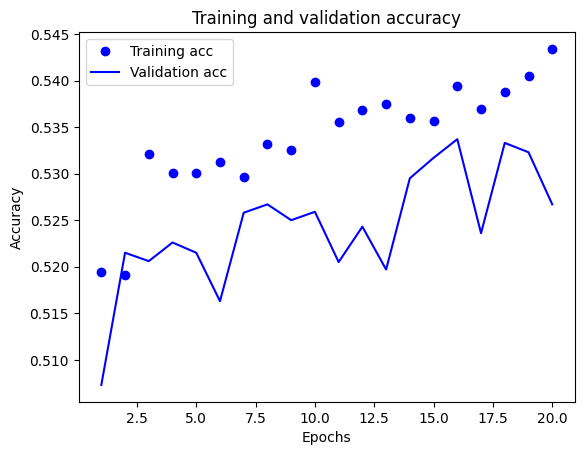 Training and validation accuracy
Training acc
Validation acc
0.545
0.540
0.535
0.530
0.525
0.520
0.515
0.510
Accuracy
2.5 5.0 7.5 10.0 12.5 15.0 17.5 20.0
Epochs